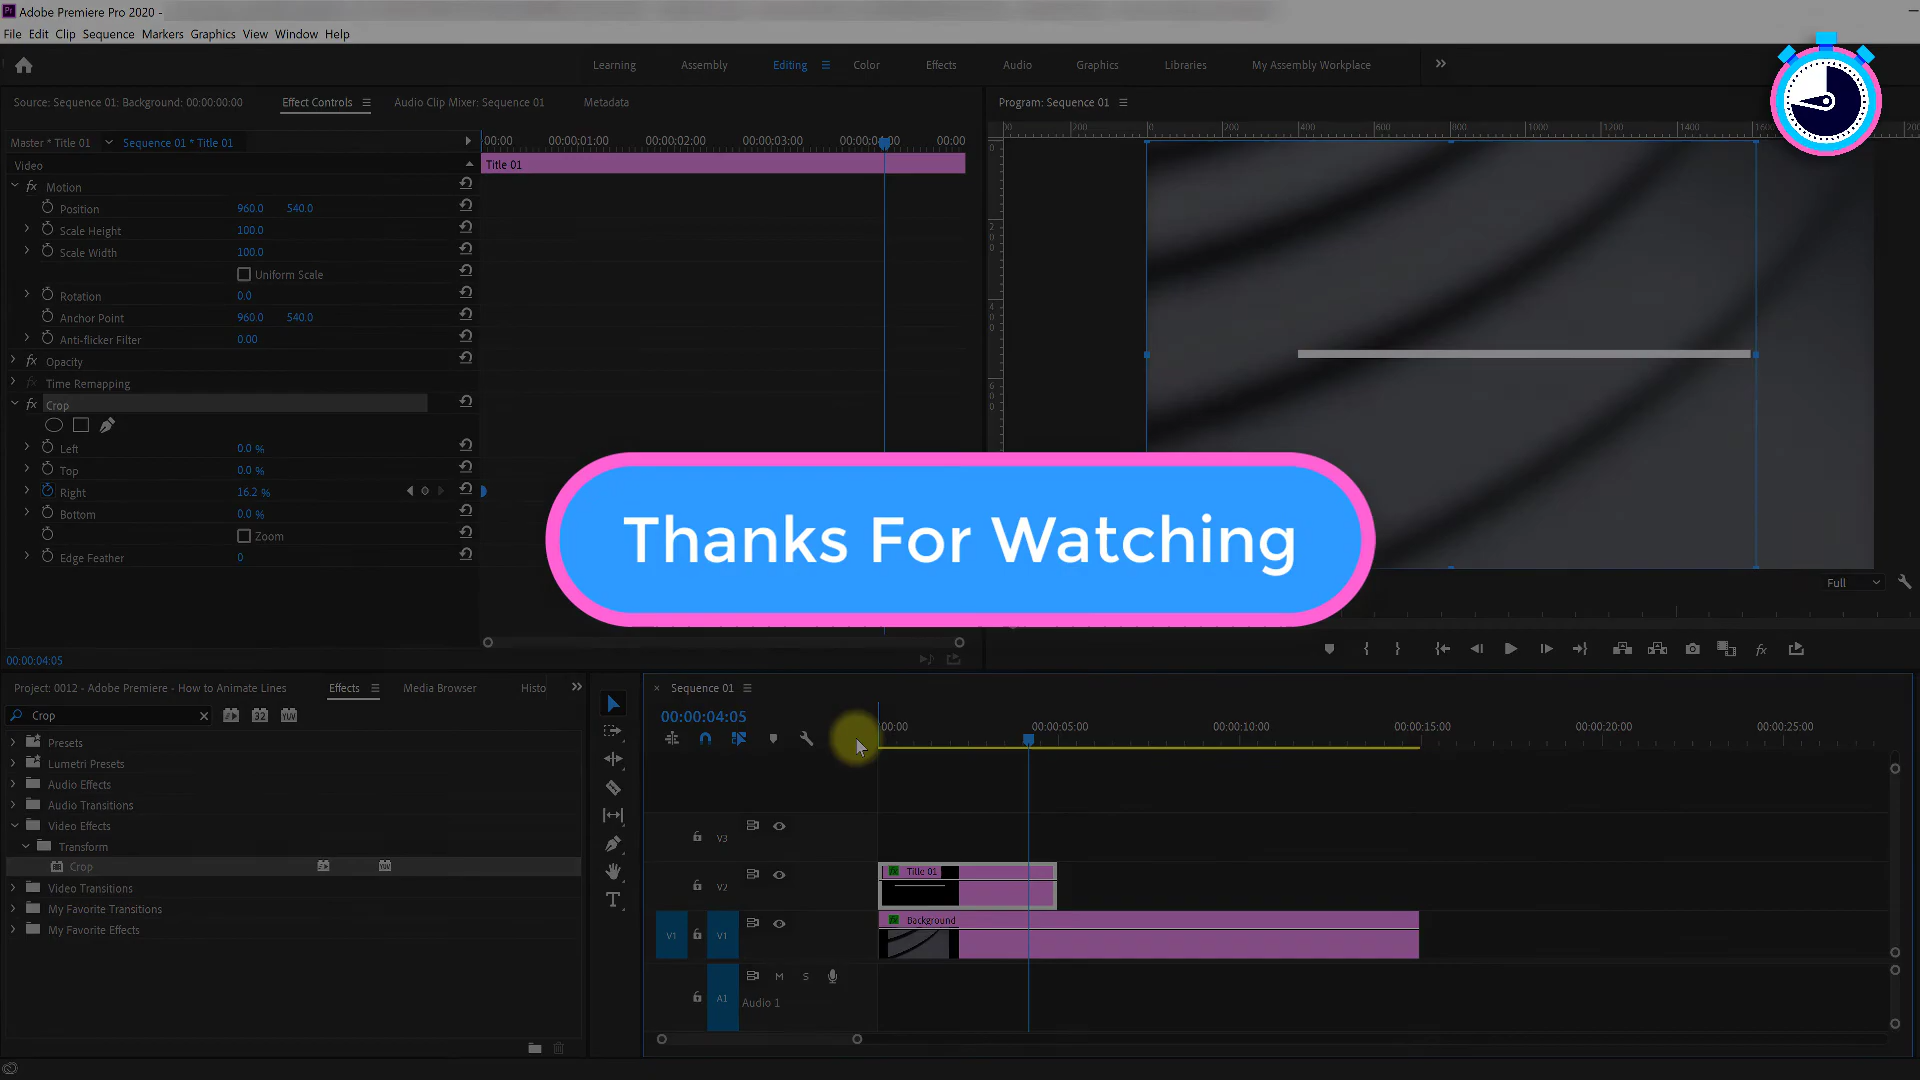 Adobe Premiere Pro 2020 -
File Edit Clip Sequence Markers Graphics View Window Help
Learning Assembly Editing Color Effects Audio Graphics Libraries My Assembly Workplace
Source: Sequence 01: Background: 00:00:00:00 Effect Controls Audio Clip Mixer: Sequence 01 Metadata
Program: Sequence 01
Master * Title 01 Sequence 01 * Title 01
:00:00 00:00:01:00 00:00:02:00 00:00:03:00 00:00:04:00 00:00
Video
Title 01
Motion
Position 960.0 540.0
Scale Height 100.0
Scale Width 100.0
Uniform Scale
Rotation 0.0
Anchor Point 960.0 540.0
Anti-flicker Filter 0.00
Opacity
Time Remapping
Crop
Left 0.0 %
Top 0.0 %
Right 16.2 %
Bottom 0.0 %
Zoom
Edge Feather 0
Thanks For Watching
Full
00:00:04:05
Project: 0012 - Adobe Premiere - How to Animate Lines Effects Media Browser Histo
Crop
Presets
Lumetri Presets
Audio Effects
Audio Transitions
Video Effects
Transform
Crop
Video Transitions
My Favorite Transitions
My Favorite Effects
Sequence 01
00:00:04:05
:00:00 00:00:05:00 00:00:10:00 00:00:15:00 00:00:20:00 00:00:25:00
V3
V2
Title 01
V1 V1
Background
A1 M S
Audio 1